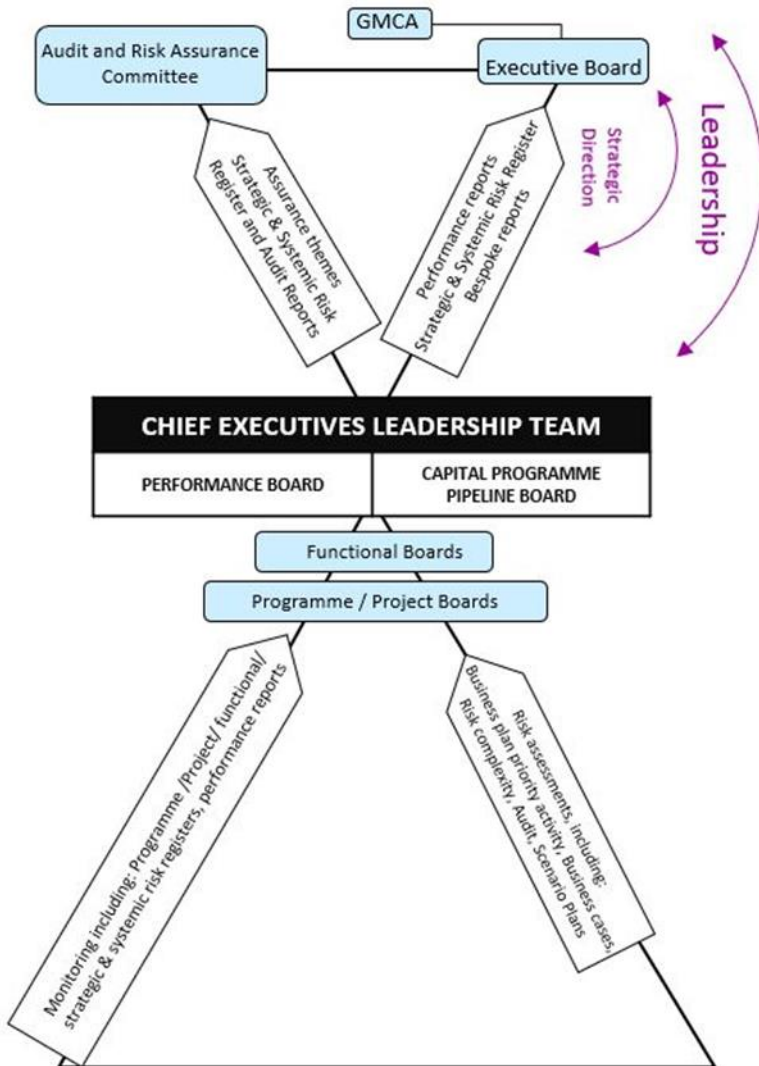 GMCA
Audit and Risk Assurance
Committee
Executive Board
Leadership
Strategic
Direction
Assurance themes
Strategic & Systemic Risk
Register and Audit Reports
Performance reports
Strategic & Systemic Risk Register
Bespoke reports
CHIEF EXECUTIVES LEADERSHIP TEAM
PERFORMANCE BOARD
CAPITAL PROGRAMME
PIPELINE BOARD
Functional Boards
Programme / Project Boards
Monitoring including: Programme /Project/ functional/
strategic & systemic risk registers, performance reports
Risk assessments, including:
Business plan priority activity, Business cases,
Risk complexity, Audit, Scenario Plans